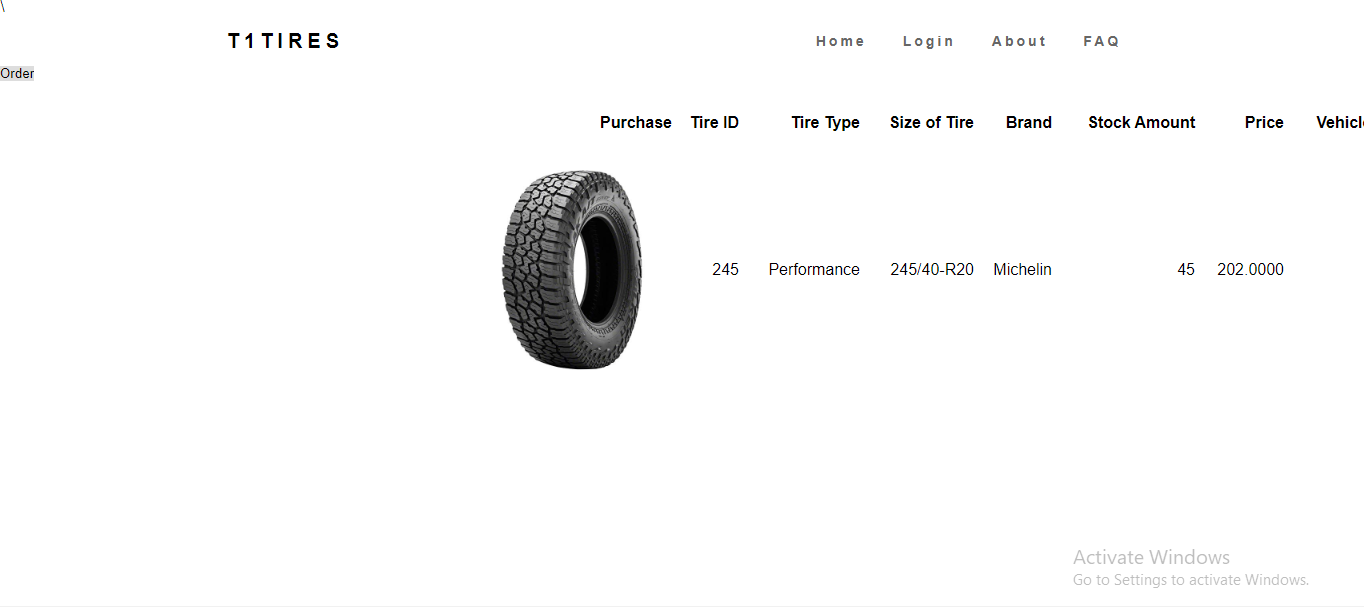 \
T1TIRES
Home Login About FAQ
Order
Purchase Tire ID Tire Type Size of Tire Brand Stock Amount Price Vehicl
245 Performance 245/40-R20 Michelin 45 202.0000
Activate Windows
Go to Settings to activate Windows.